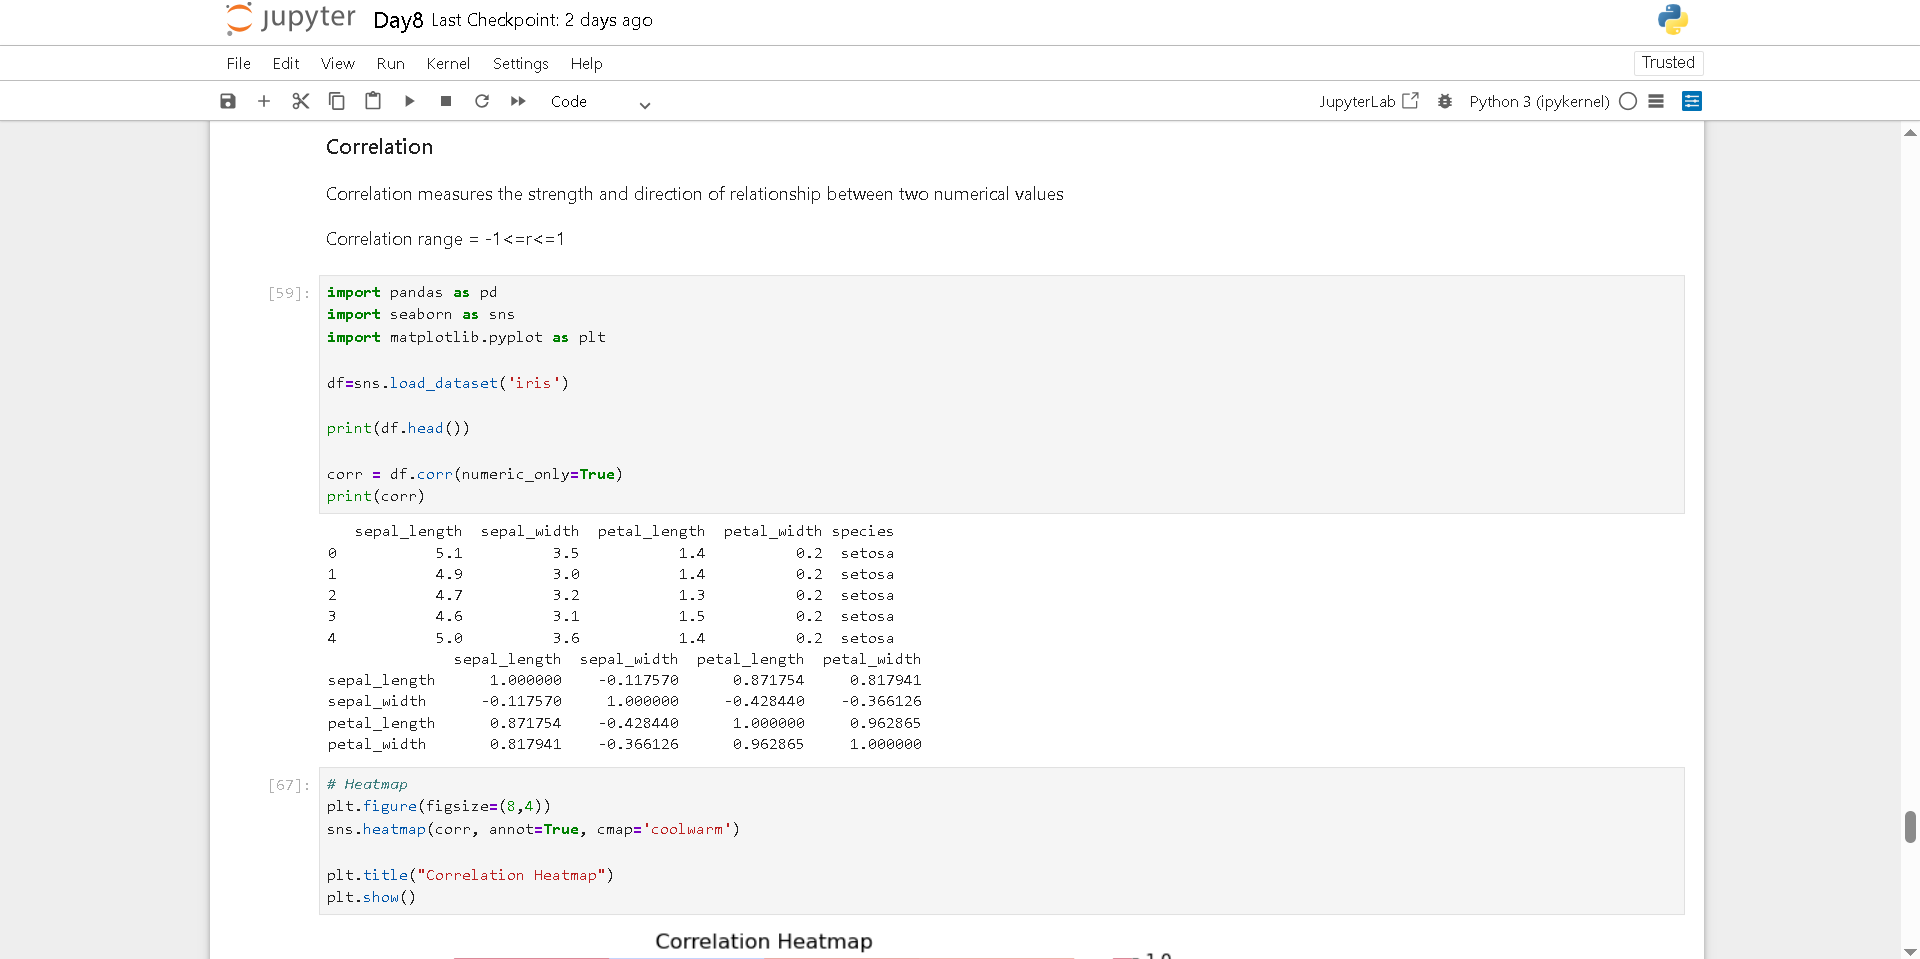 jupyter Day8 Last Checkpoint: 2 days ago
File Edit View Run Kernel Settings Help Trusted
Code JupyterLab Python 3 (ipykernel)
Correlation
Correlation measures the strength and direction of relationship between two numerical values
Correlation range = -1<=r<=1
[59]: import pandas as pd
import seaborn as sns
import matplotlib.pyplot as plt
df=sns.load_dataset('iris')
print(df.head())
corr = df.corr(numeric_only=True)
print(corr)
sepal_length sepal_width petal_length petal_width species
0 5.1 3.5 1.4 0.2 setosa
1 4.9 3.0 1.4 0.2 setosa
2 4.7 3.2 1.3 0.2 setosa
3 4.6 3.1 1.5 0.2 setosa
4 5.0 3.6 1.4 0.2 setosa
sepal_length sepal_width petal_length petal_width
sepal_length 1.000000 -0.117570 0.871754 0.817941
sepal_width -0.117570 1.000000 -0.428440 -0.366126
petal_length 0.871754 -0.428440 1.000000 0.962865
petal_width 0.817941 -0.366126 0.962865 1.000000
[67]: # Heatmap
plt.figure(figsize=(8,4))
sns.heatmap(corr, annot=True, cmap='coolwarm')
plt.title("Correlation Heatmap")
plt.show()
Correlation Heatmap
1.0